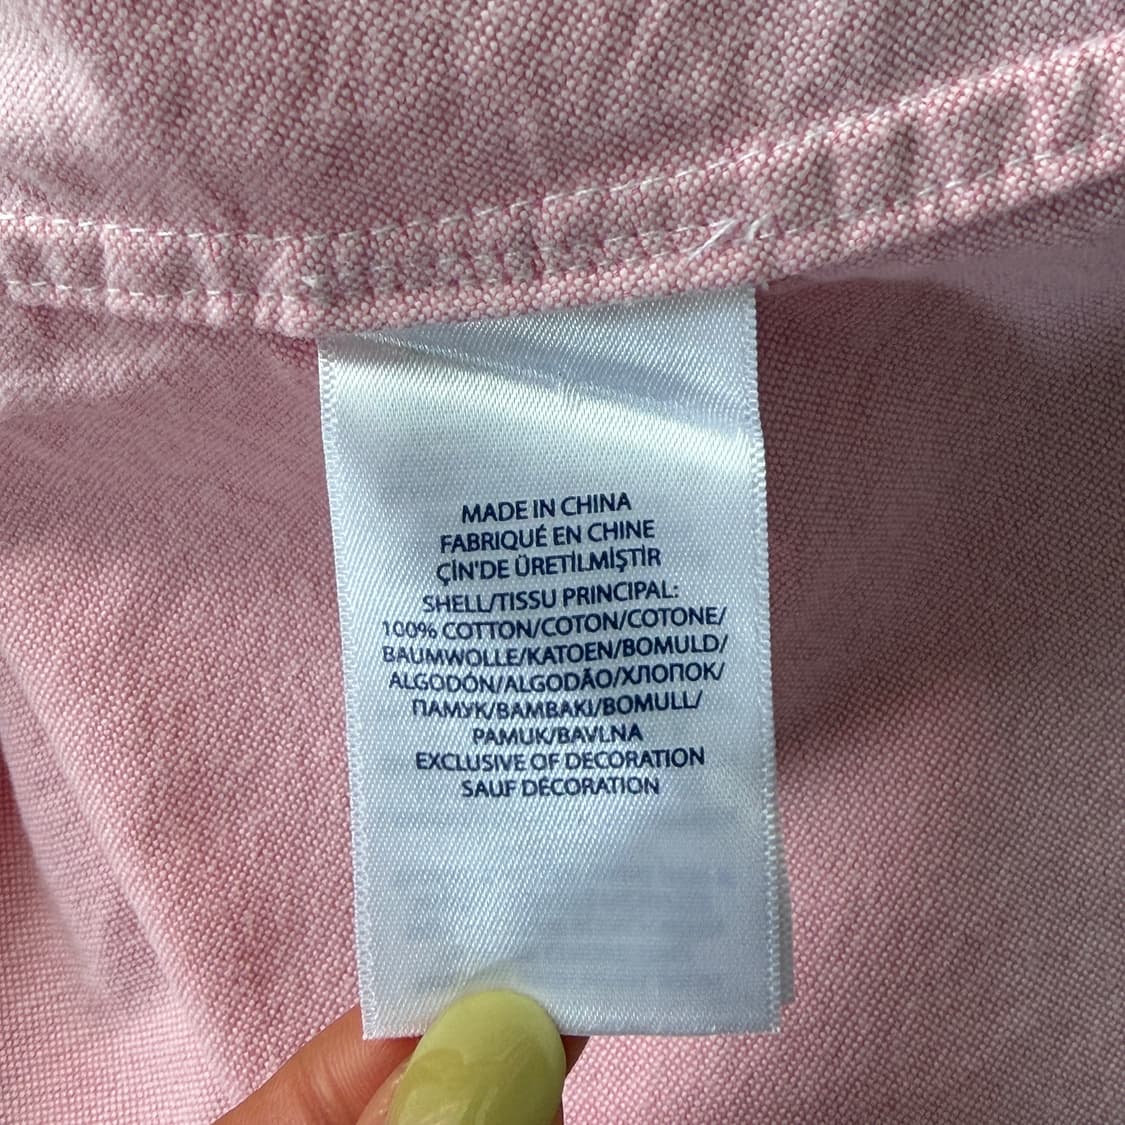 MADE IN CHINA
FABRIQUÉ EN CHINE
ÇİN'DE ÜRETİLMİŞTİR
SHELL/TISSU PRINCIPAL:
100% COTTON/COTON/COTONE/
BAUMWOLLE/KATOEN/BOMULD/
ALGODÓN/ALGODÃO/ХЛОПОК/
ПАМУК/BAMBAKI/BOMULL/
PAMUK/BAVLNA
EXCLUSIVE OF DECORATION
SAUF DÉCORATION